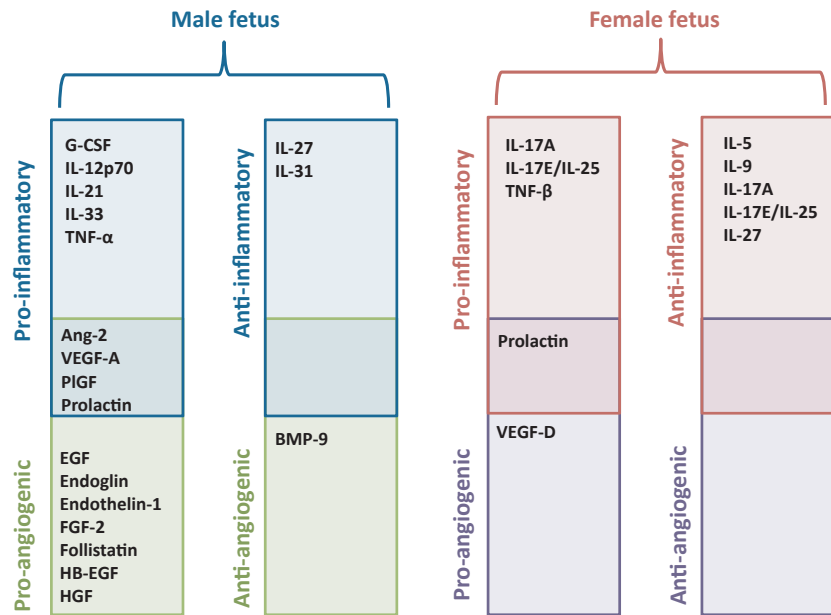 Male fetus
Female fetus
Pro-inflammatory
G-CSF
IL-12p70
IL-21
IL-33
TNF-α
Ang-2
VEGF-A
PlGF
Prolactin
Pro-angiogenic
EGF
Endoglin
Endothelin-1
FGF-2
Follistatin
HB-EGF
HGF
Anti-inflammatory
IL-27
IL-31
Anti-angiogenic
BMP-9
Pro-inflammatory
IL-17A
IL-17E/IL-25
TNF-β
Prolactin
Pro-angiogenic
VEGF-D
Anti-inflammatory
IL-5
IL-9
IL-17A
IL-17E/IL-25
IL-27
Anti-angiogenic